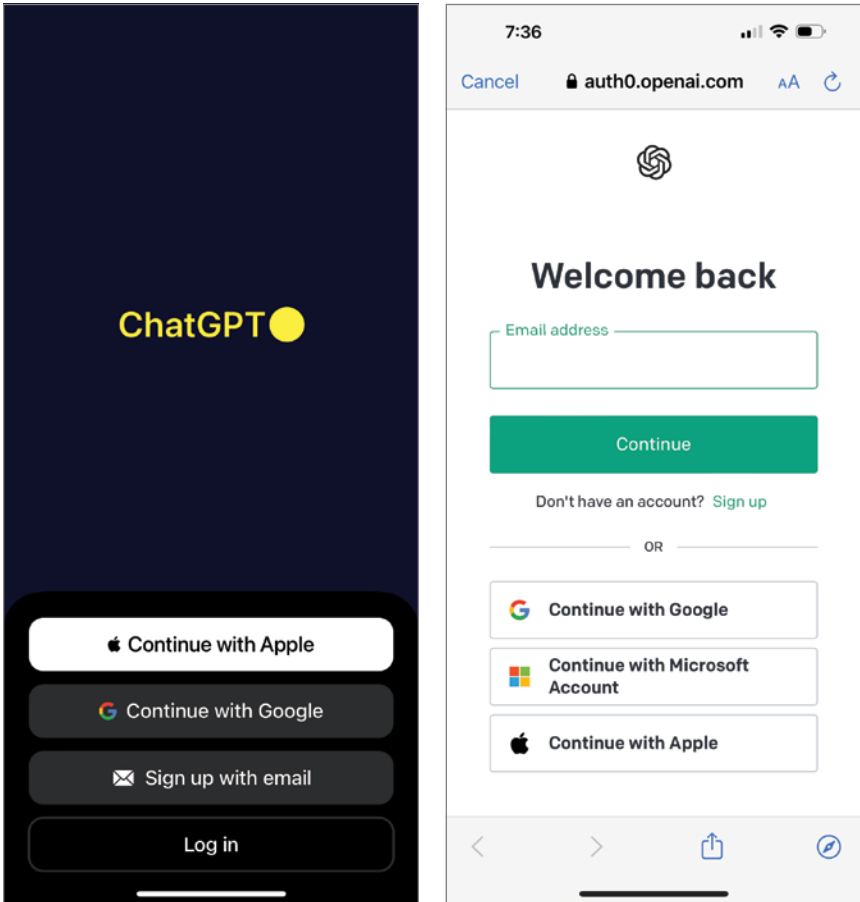 ChatGPT
Continue with Apple
Continue with Google
Sign up with email
Log in
7:36
Cancel
auth0.openai.com
AA
Welcome back
Email address
Continue
Don't have an account? Sign up
OR
Continue with Google
Continue with Microsoft
Account
Continue with Apple